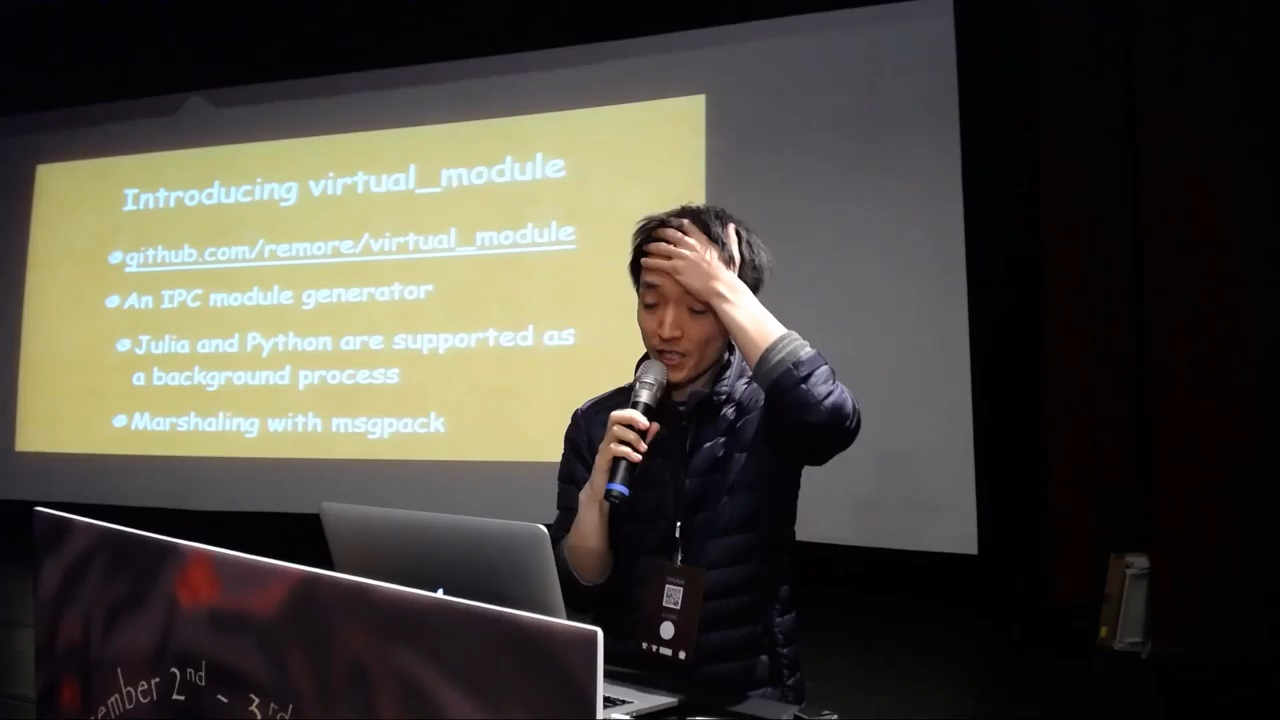 Introducing virtual_module
github.com/remore/virtual_module
An IPC module generator
Julia and Python are supported as
a background process
Marshaling with msgpack
ember 2nd ~ 3rd